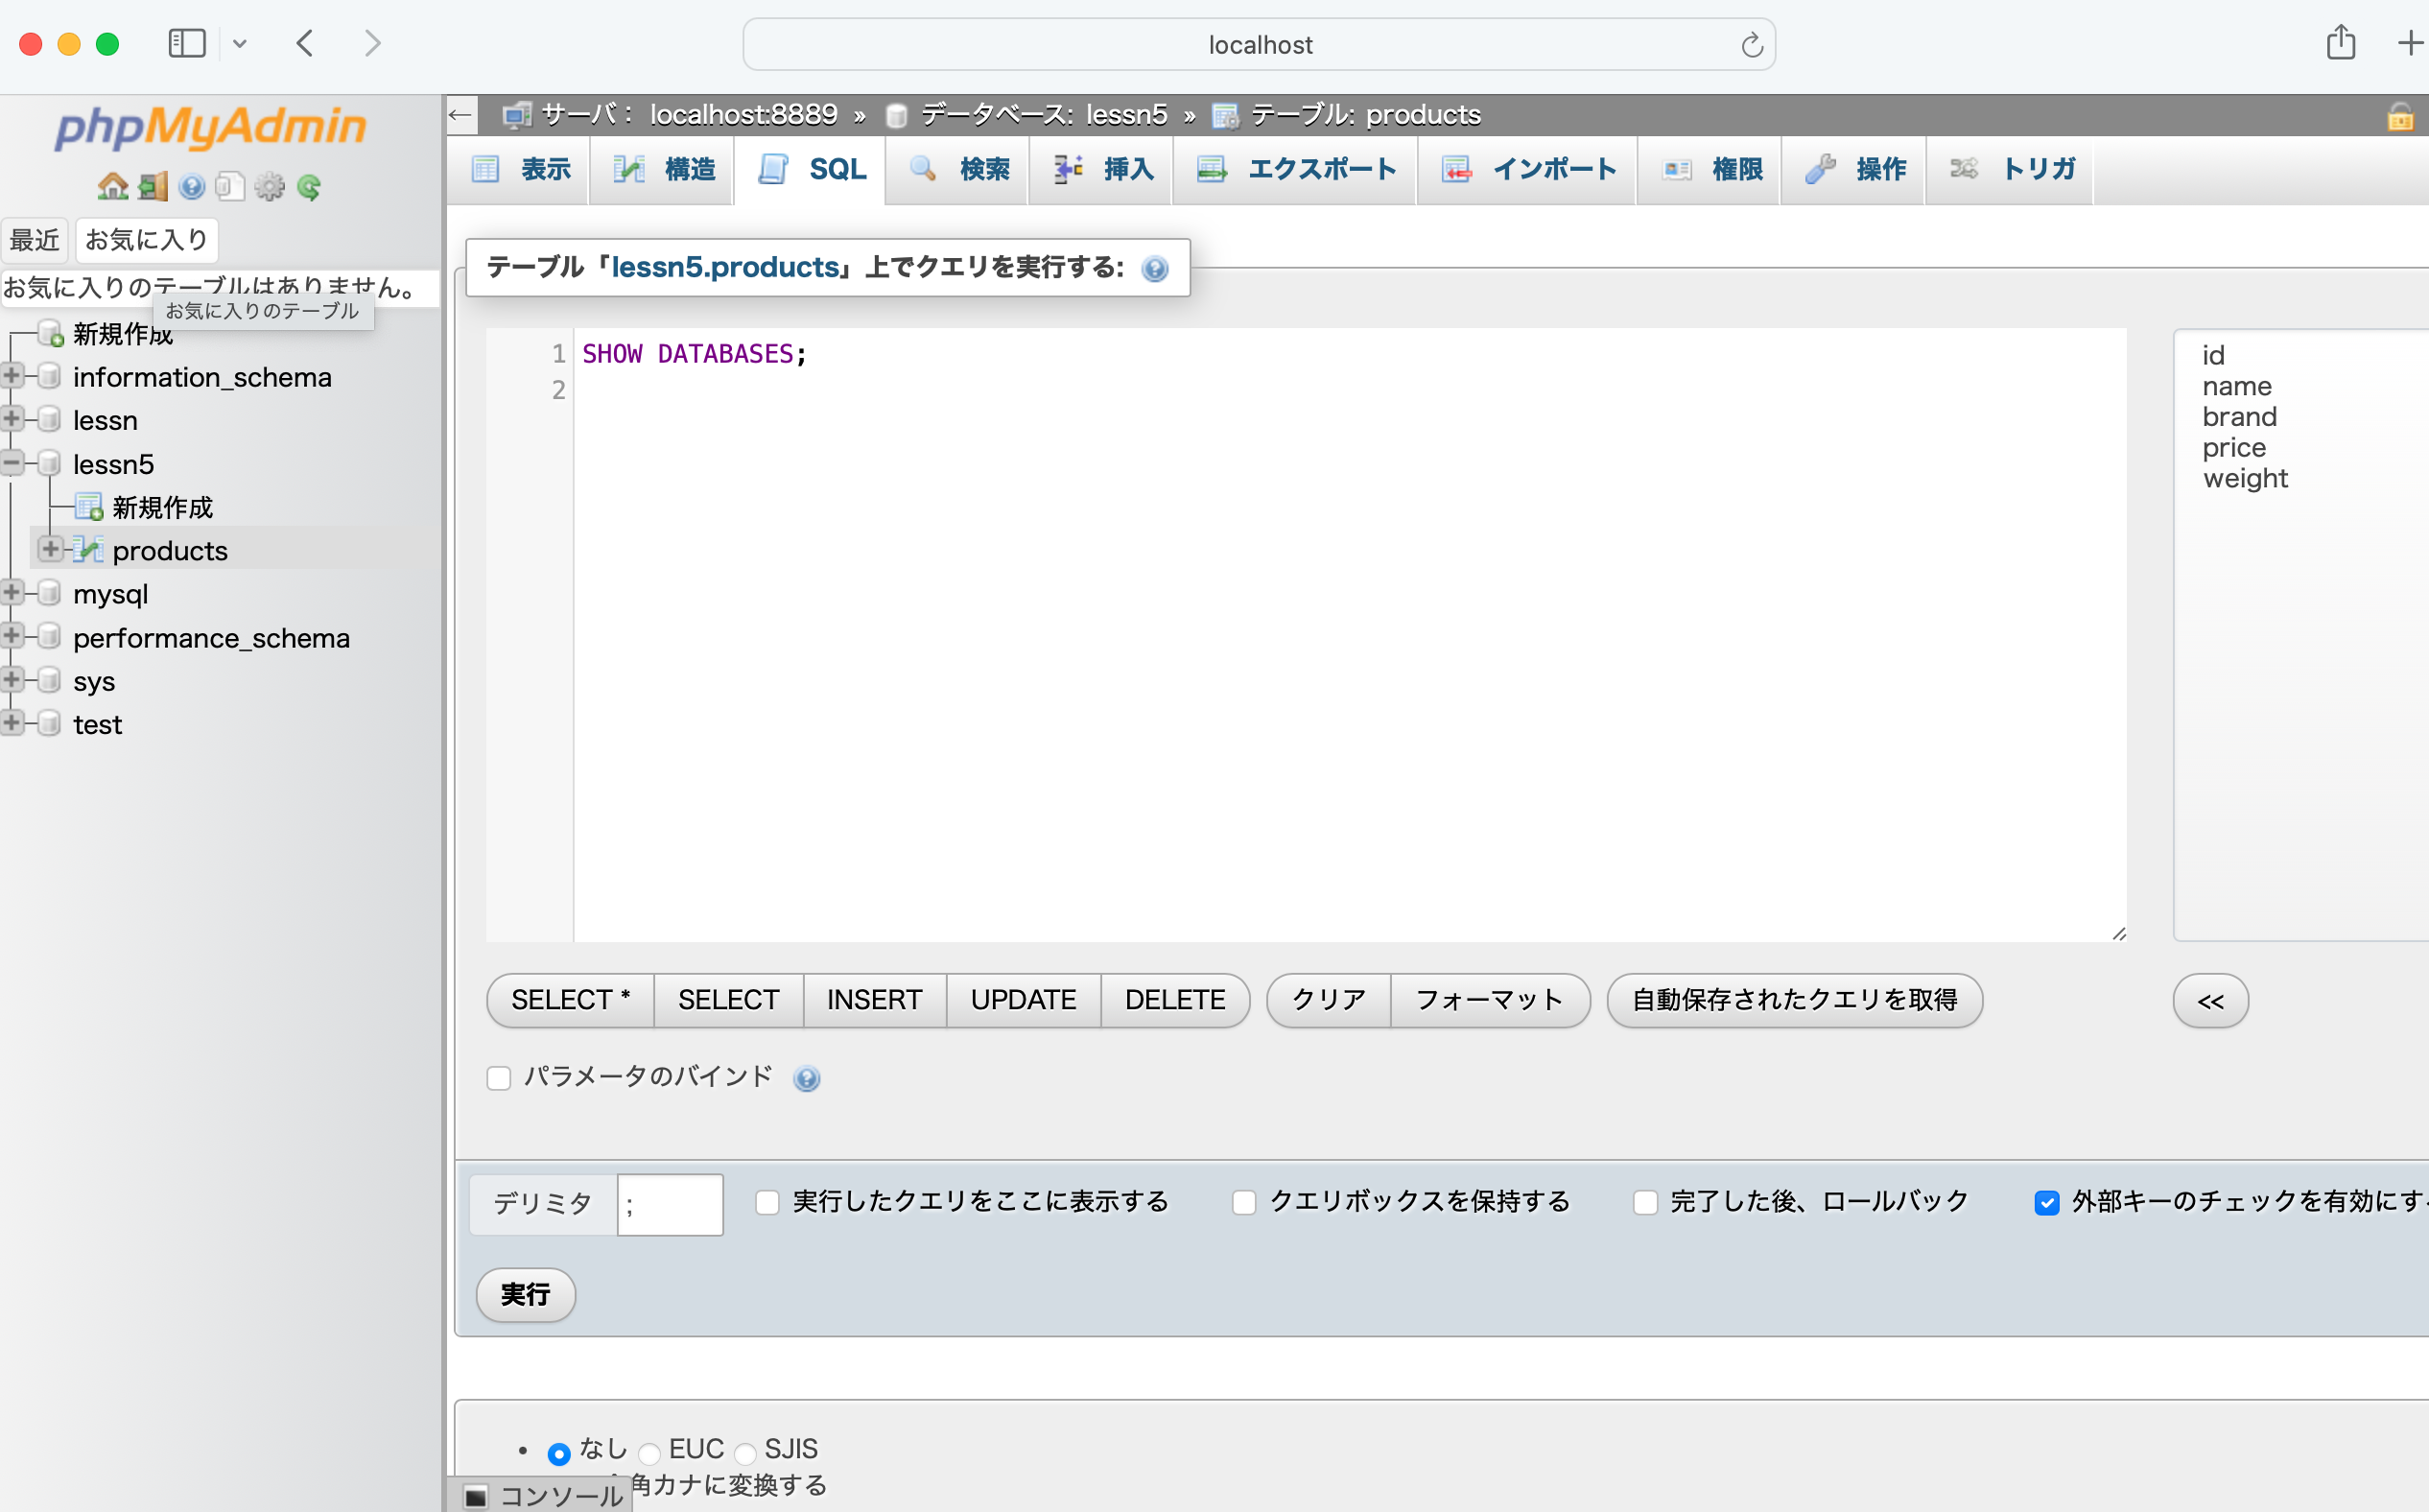 localhost
phpMyAdmin
サーバ： localhost:8889 » データベース: lessn5 » テーブル: products
表示 構造 SQL 検索 挿入 エクスポート インポート 権限 操作 トリガ
最近 お気に入り
お気に入りのテーブルはありません。
お気に入りのテーブル
新規作成
information_schema
lessn
lessn5
新規作成
products
mysql
performance_schema
sys
test
テーブル「lessn5.products」上でクエリを実行する:
1 SHOW DATABASES;
2
id
name
brand
price
weight
SELECT * SELECT INSERT UPDATE DELETE クリア フォーマット 自動保存されたクエリを取得 <<
パラメータのバインド
デリミタ ; 実行したクエリをここに表示する クエリボックスを保持する 完了した後、ロールバック 外部キーのチェックを有効にす
実行
• なし EUC SJIS
角カナに変換する
コンソール